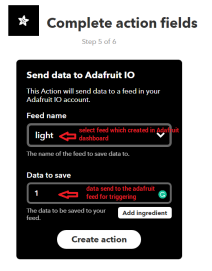 Complete action fields
Step 5 of 6
Send data to Adafruit IO
This Action will send data to a feed in your
Adafruit IO account.
Feed name
light
select feed which created in Adafruit
dashboard
The name of the feed to save data to.
Data to save
1
data send to the adafruit
feed for triggering
The data to be saved to your
feed.
Add ingredient
Create action